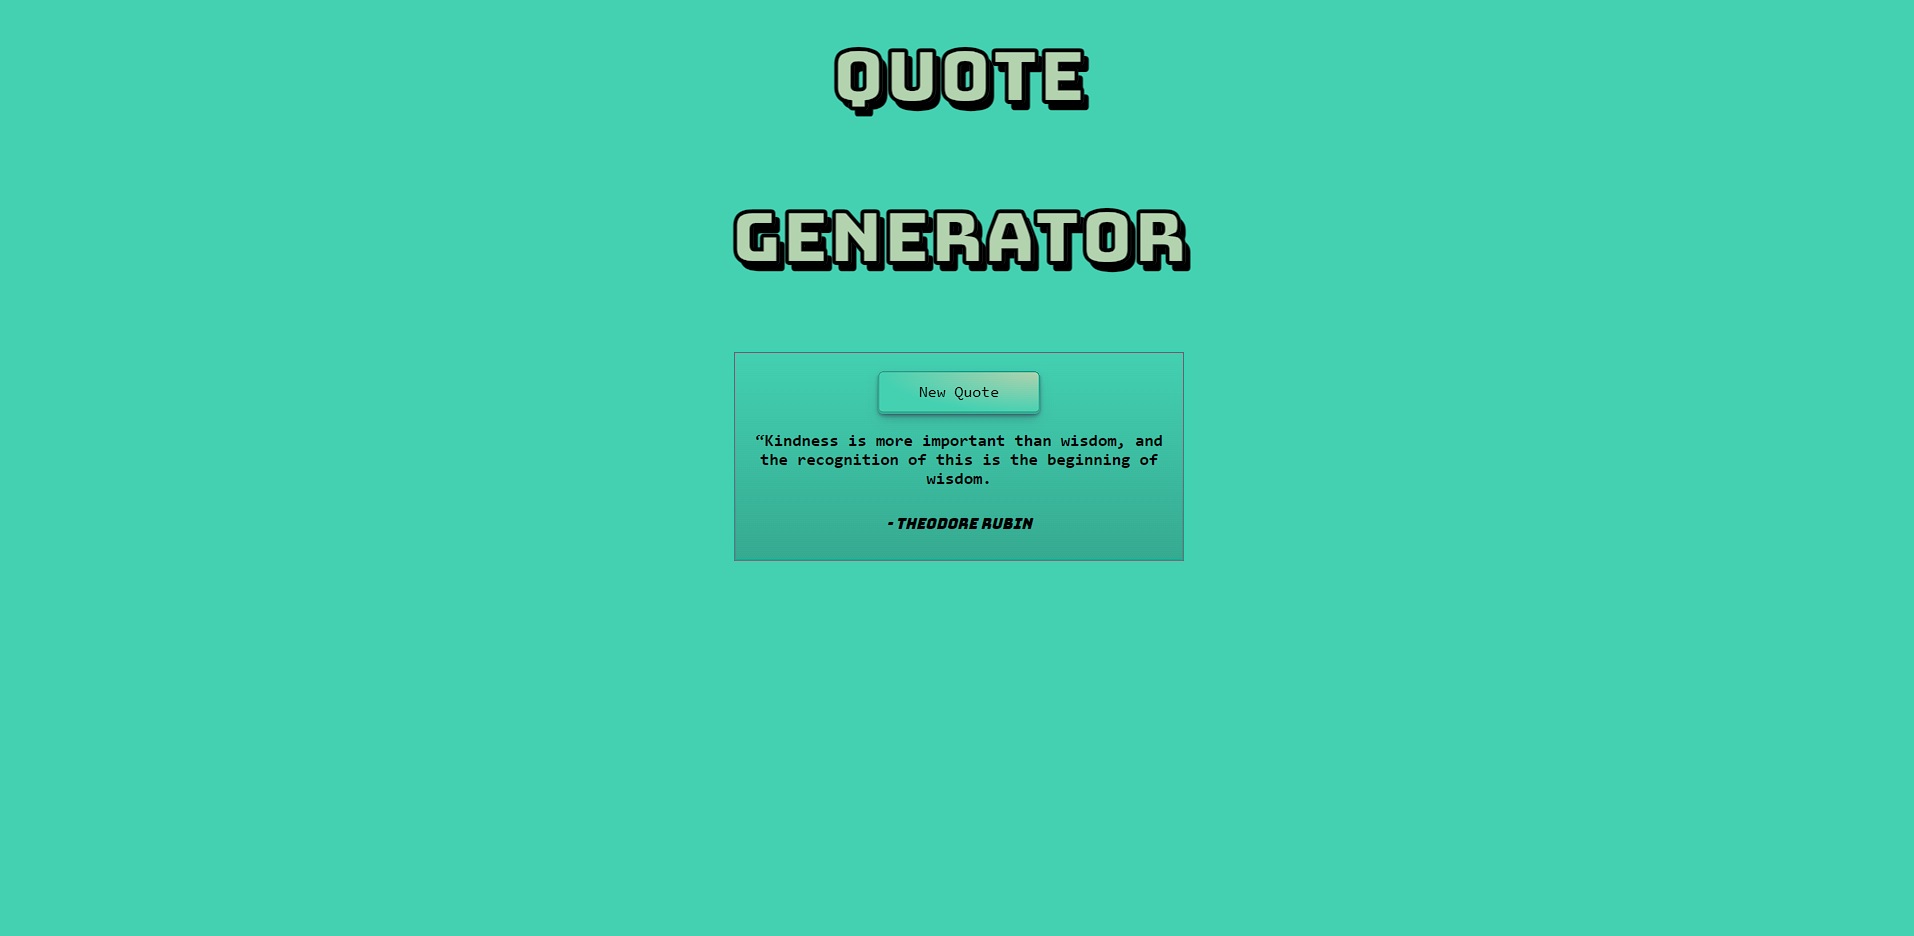 QUOTE
GENERATOR
New Quote
“Kindness is more important than wisdom, and
the recognition of this is the beginning of
wisdom.
- THEODORE RUBIN